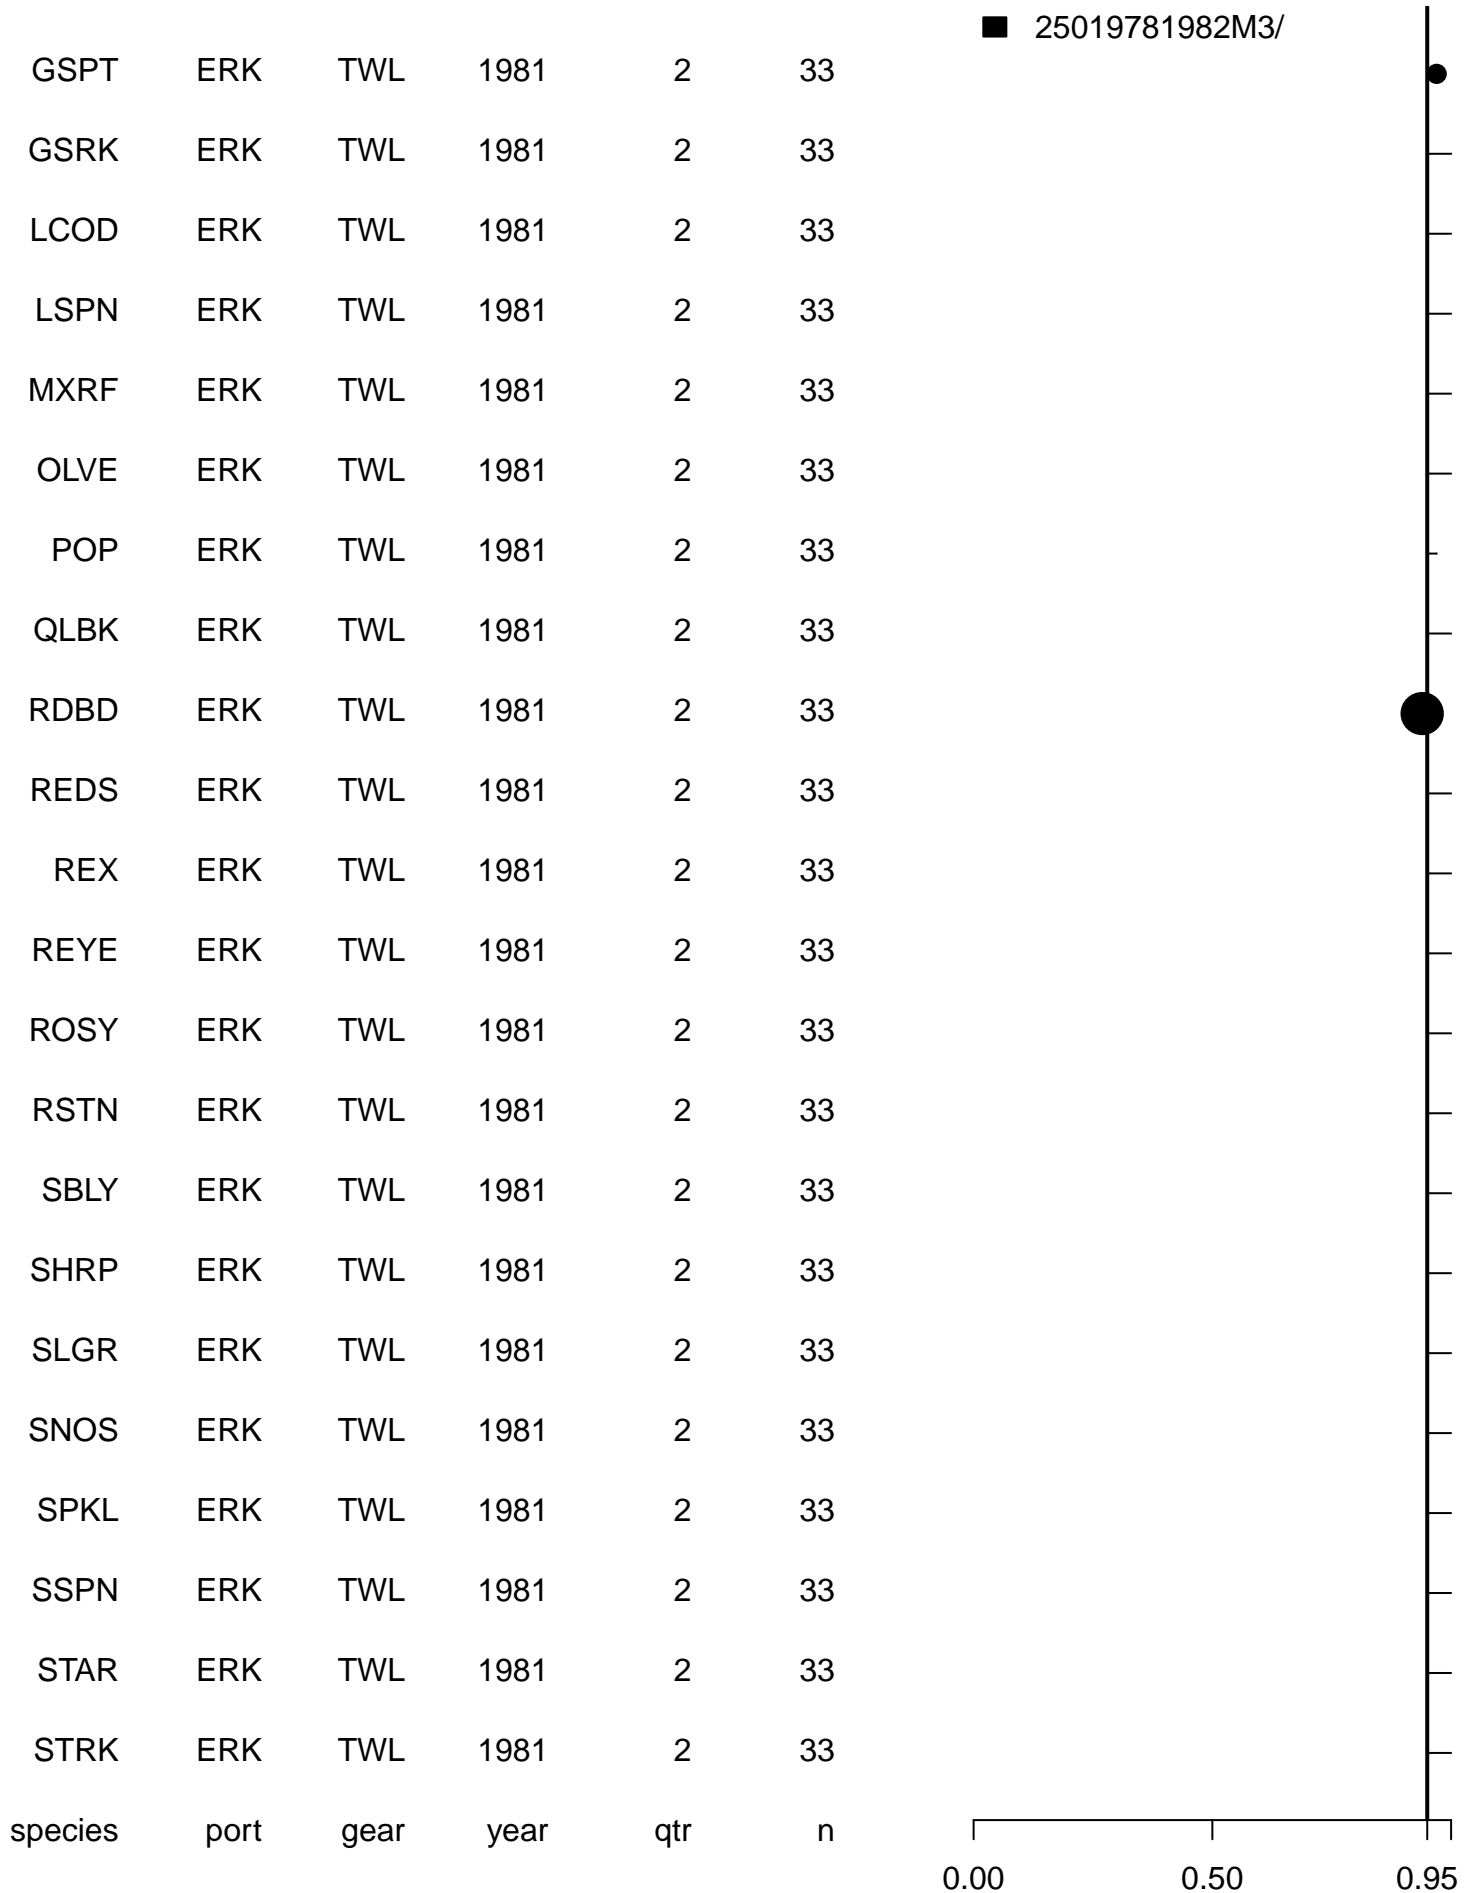 25019781982M3/
GSPT ERK TWL 1981 2 33
GSRK ERK TWL 1981 2 33
LCOD ERK TWL 1981 2 33
LSPN ERK TWL 1981 2 33
MXRF ERK TWL 1981 2 33
OLVE ERK TWL 1981 2 33
POP ERK TWL 1981 2 33
QLBK ERK TWL 1981 2 33
RDBD ERK TWL 1981 2 33
REDS ERK TWL 1981 2 33
REX ERK TWL 1981 2 33
REYE ERK TWL 1981 2 33
ROSY ERK TWL 1981 2 33
RSTN ERK TWL 1981 2 33
SBLY ERK TWL 1981 2 33
SHRP ERK TWL 1981 2 33
SLGR ERK TWL 1981 2 33
SNOS ERK TWL 1981 2 33
SPKL ERK TWL 1981 2 33
SSPN ERK TWL 1981 2 33
STAR ERK TWL 1981 2 33
STRK ERK TWL 1981 2 33
species port gear year qtr n
0.00 0.50 0.95